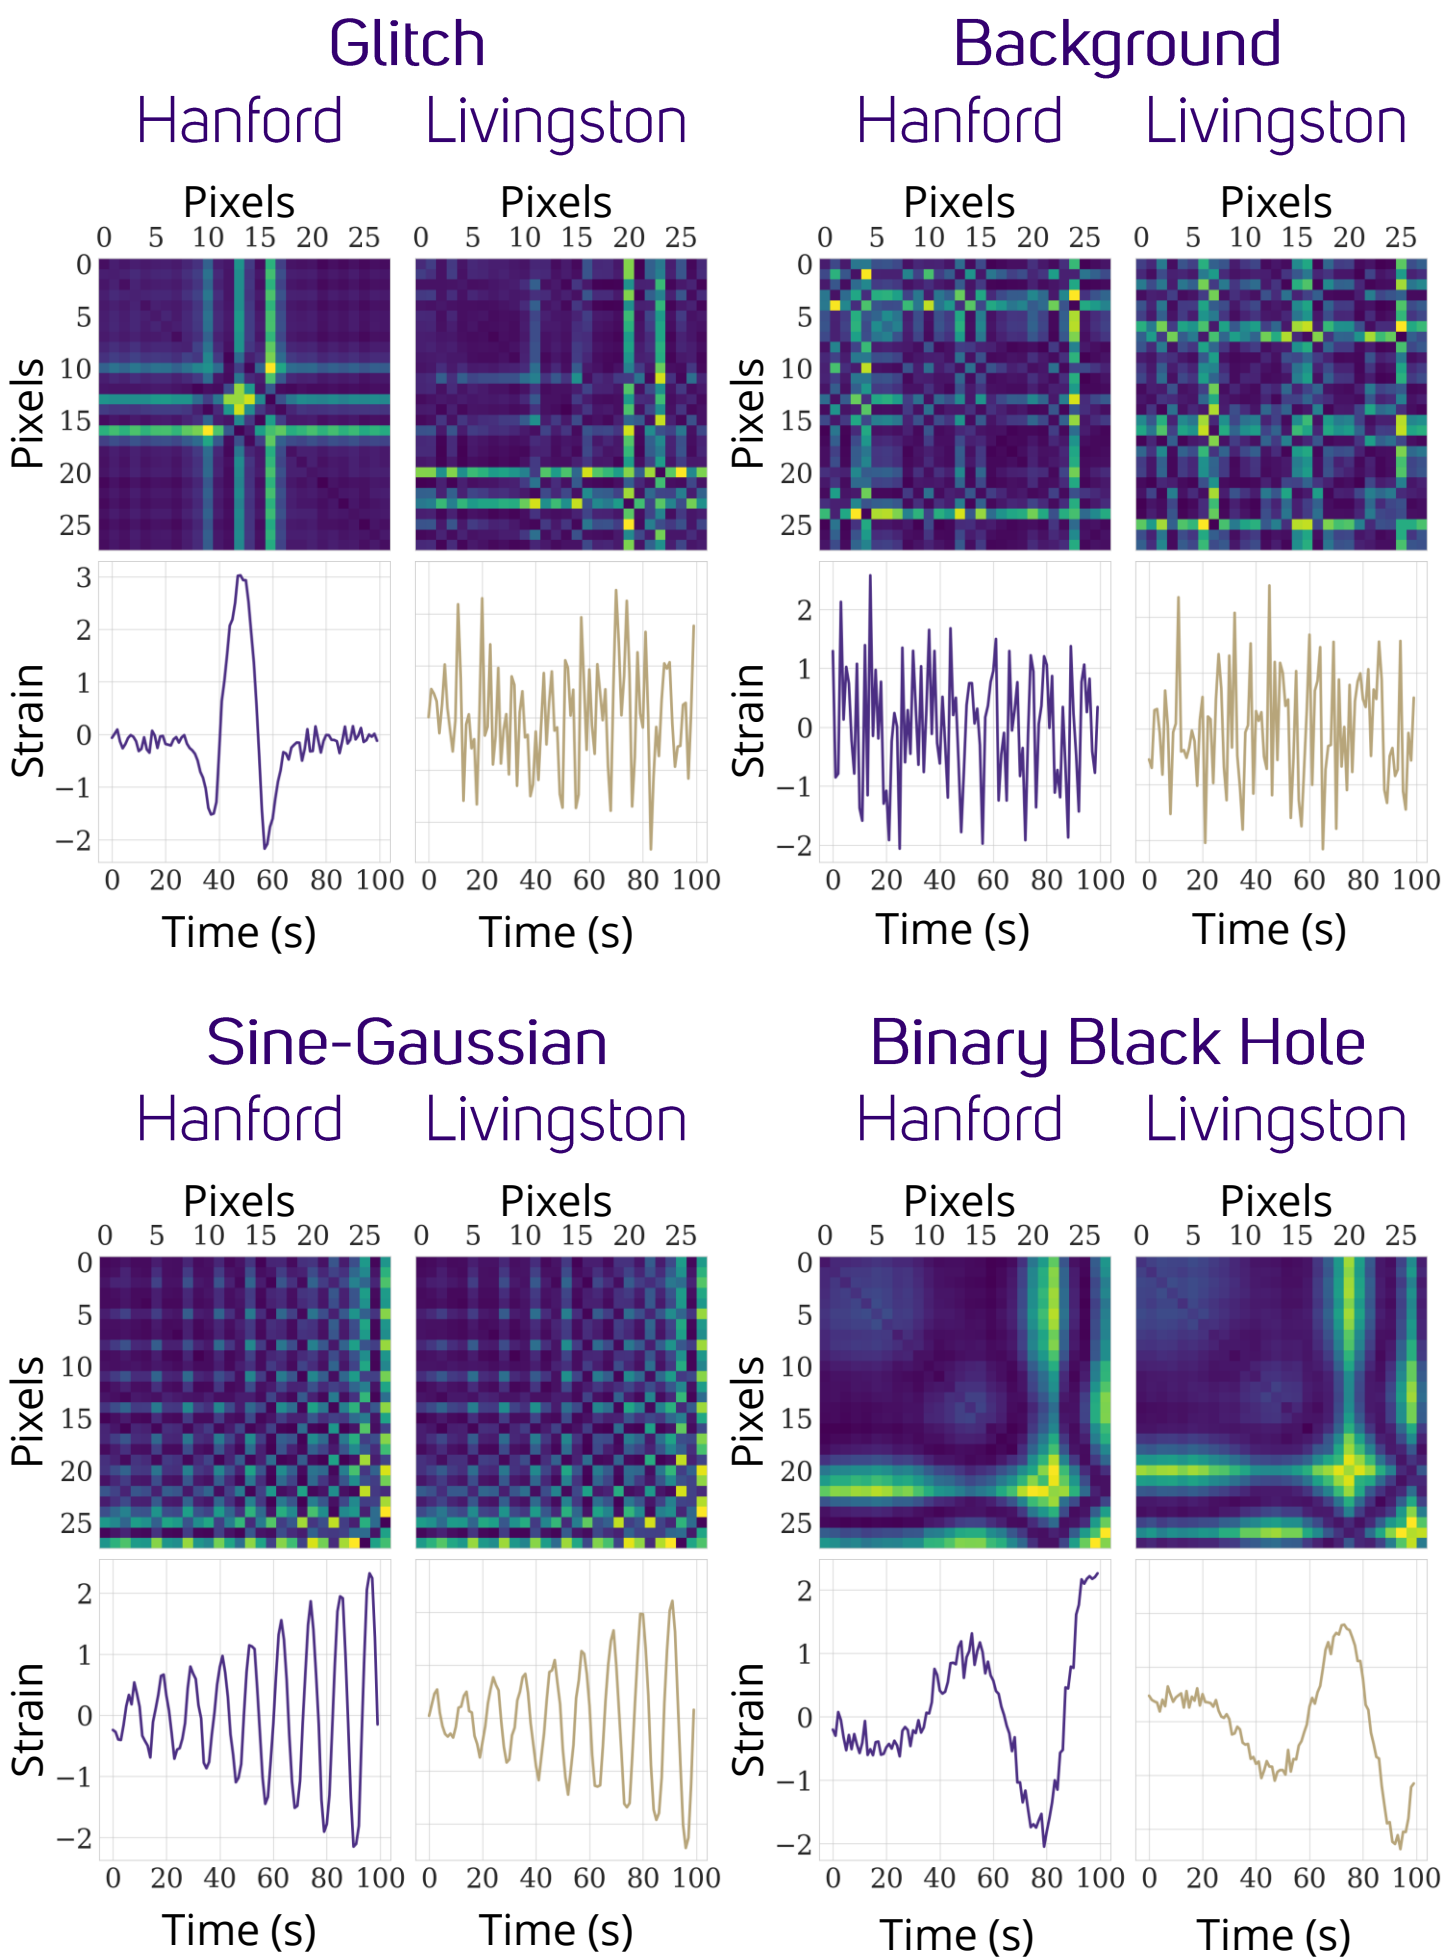 Glitch Background
Hanford Livingston Hanford Livingston
Pixels Pixels Pixels Pixels
0 5 10 15 20 25 0 5 10 15 20 25 0 5 10 15 20 25 0 5 10 15 20 25
0 0
5 5
10 10
Pixels Pixels
15 15
20 20
25 25
3
2 2
1 1
Strain Strain
0 0
−1 −1
−2 −2
0 20 40 60 80 100 0 20 40 60 80 100 0 20 40 60 80 100 0 20 40 60 80 100
Time (s) Time (s) Time (s) Time (s)
Sine-Gaussian Binary Black Hole
Hanford Livingston Hanford Livingston
Pixels Pixels Pixels Pixels
0 5 10 15 20 25 0 5 10 15 20 25 0 5 10 15 20 25 0 5 10 15 20 25
0 0
5 5
10 10
Pixels Pixels
15 15
20 20
25 25
2 2
1 1
Strain Strain
0 0
−1 −1
−2 −2
0 20 40 60 80 100 0 20 40 60 80 100 0 20 40 60 80 100 0 20 40 60 80 100
Time (s) Time (s) Time (s) Time (s)